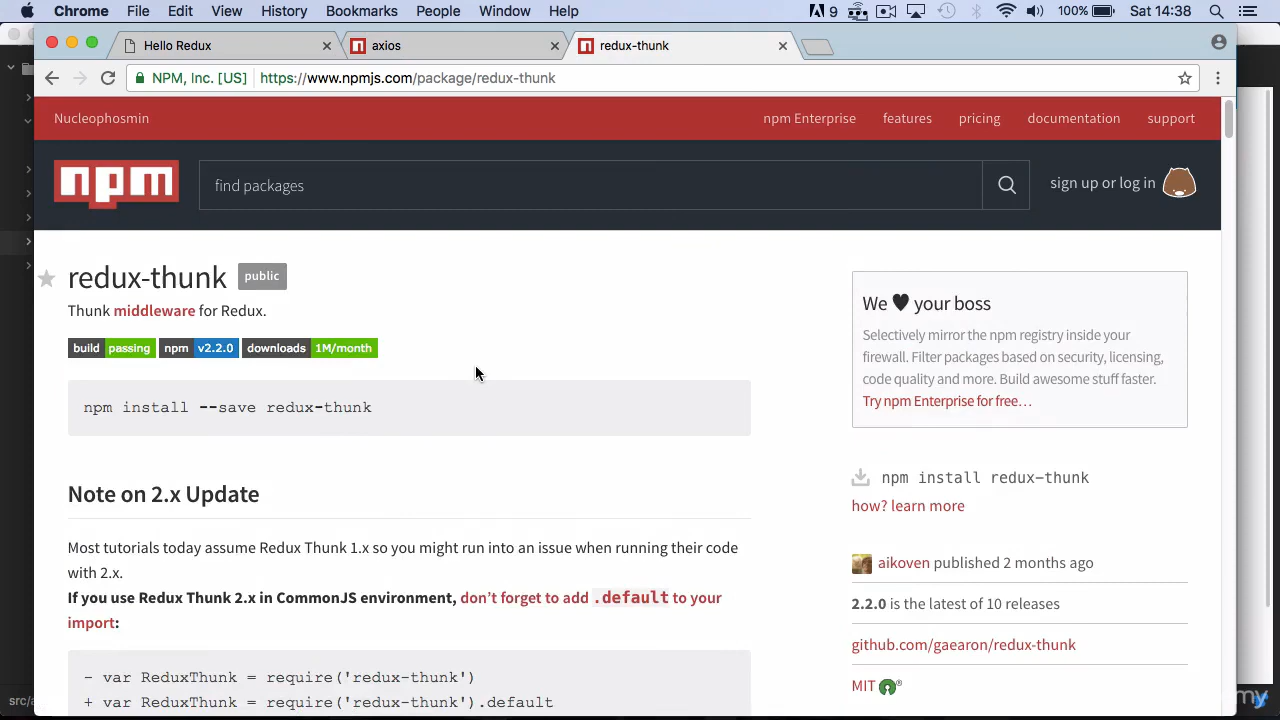 Chrome File Edit View History Bookmarks People Window Help 9 100% Sat 14:38
Hello Redux
axios
redux-thunk
NPM, Inc. [US] https://www.npmjs.com/package/redux-thunk
Nucleophosmin
npm Enterprise features pricing documentation support
npm
find packages
sign up or log in
redux-thunk public
Thunk middleware for Redux.
build passing npm v2.2.0 downloads 1M/month
npm install --save redux-thunk
Note on 2.x Update
Most tutorials today assume Redux Thunk 1.x so you might run into an issue when running their code
with 2.x.
If you use Redux Thunk 2.x in CommonJS environment, don't forget to add .default to your
import:
- var ReduxThunk = require('redux-thunk')
+ var ReduxThunk = require('redux-thunk').default
We your boss
Selectively mirror the npm registry inside your
firewall. Filter packages based on security, licensing,
code quality and more. Build awesome stuff faster.
Try npm Enterprise for free…
npm install redux-thunk
how? learn more
aikoven published 2 months ago
2.2.0 is the latest of 10 releases
github.com/gaearon/redux-thunk
MIT
src/